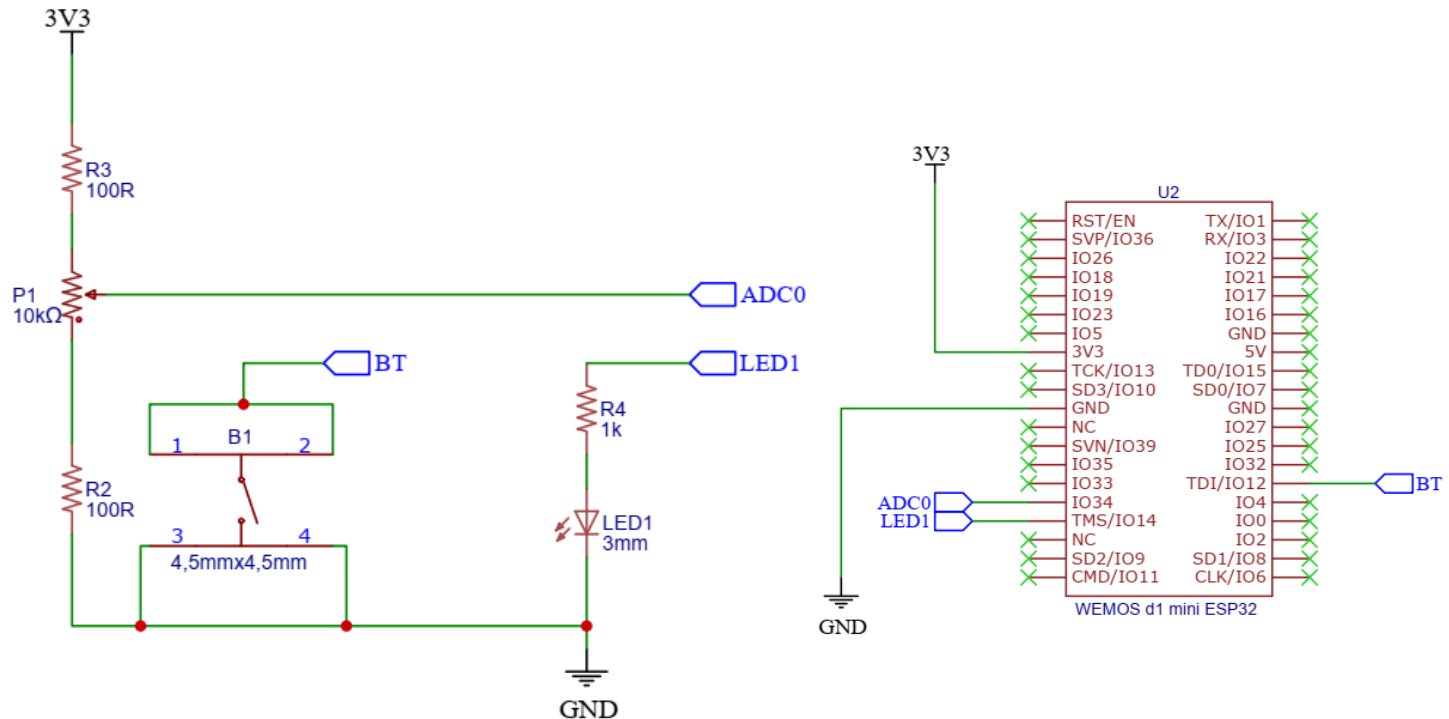 3V3
R3
100R
P1
10kΩ
ADC0
BT
LED1
B1
1
2
R4
1k
R2
100R
3
4
4,5mmx4,5mm
LED1
3mm
GND
3V3
U2
RST/EN
SVP/IO36
IO26
IO18
IO19
IO23
IO5
3V3
TCK/IO13
SD3/IO10
GND
NC
SVN/IO39
IO35
IO33
IO34
TMS/IO14
NC
SD2/IO9
CMD/IO11
TX/IO1
RX/IO3
IO22
IO21
IO17
IO16
GND
5V
TD0/IO15
SD0/IO7
GND
IO27
IO25
IO32
TDI/IO12
IO4
IO0
IO2
SD1/IO8
CLK/IO6
ADC0
LED1
BT
GND
WEMOS d1 mini ESP32